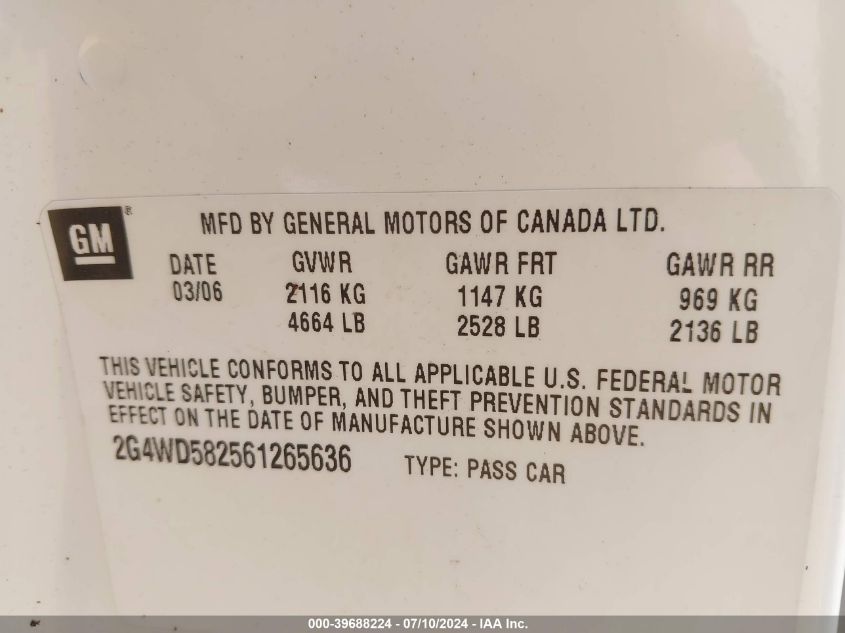 GM®
MFD BY GENERAL MOTORS OF CANADA LTD.
DATE GVWR GAWR FRT GAWR RR
03/06 2116 KG 1147 KG 969 KG
4664 LB 2528 LB 2136 LB
THIS VEHICLE CONFORMS TO ALL APPLICABLE U.S. FEDERAL MOTOR
VEHICLE SAFETY, BUMPER, AND THEFT PREVENTION STANDARDS IN
EFFECT ON THE DATE OF MANUFACTURE SHOWN ABOVE.
2G4WD582561265636 TYPE: PASS CAR
000-39688224 - 07/10/2024 - IAA Inc.